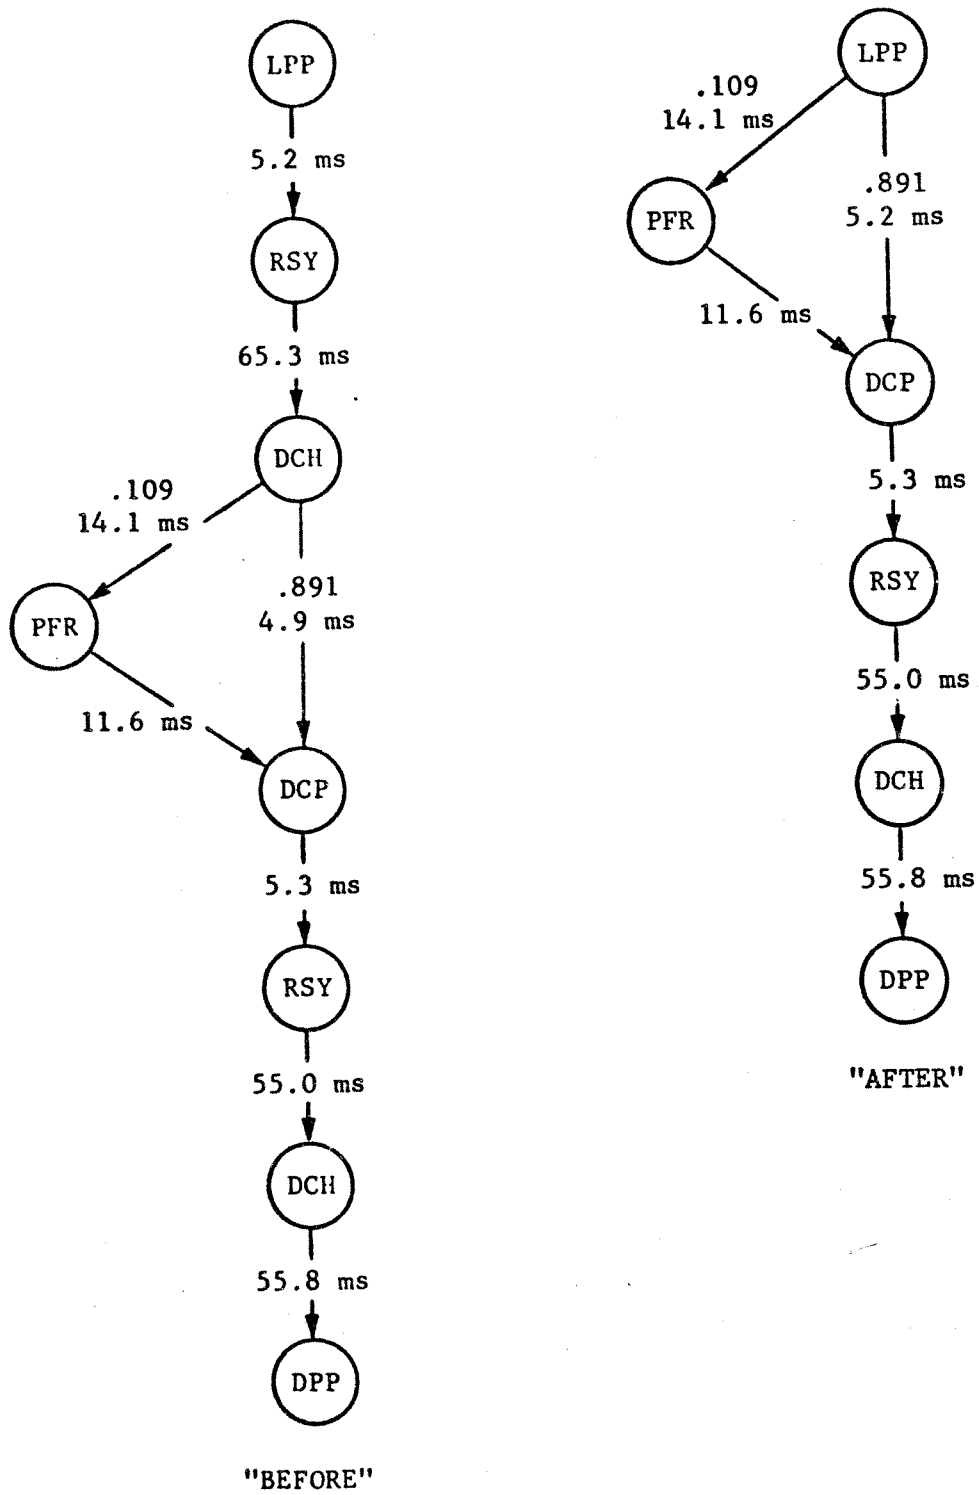 LPP
5.2 ms
RSY
65.3 ms
DCH
.109
14.1 ms
.891
4.9 ms
PFR
11.6 ms
DCP
5.3 ms
RSY
55.0 ms
DCH
55.8 ms
DPP
"BEFORE"
LPP
.109
14.1 ms
.891
5.2 ms
PFR
11.6 ms
DCP
5.3 ms
RSY
55.0 ms
DCH
55.8 ms
DPP
"AFTER"